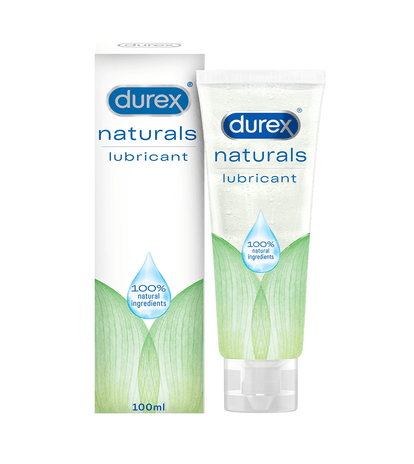 durex®
naturals
lubricant
100%
natural
ingredients
100ml
durex®
naturals
lubricant
100%
natural
ingredients